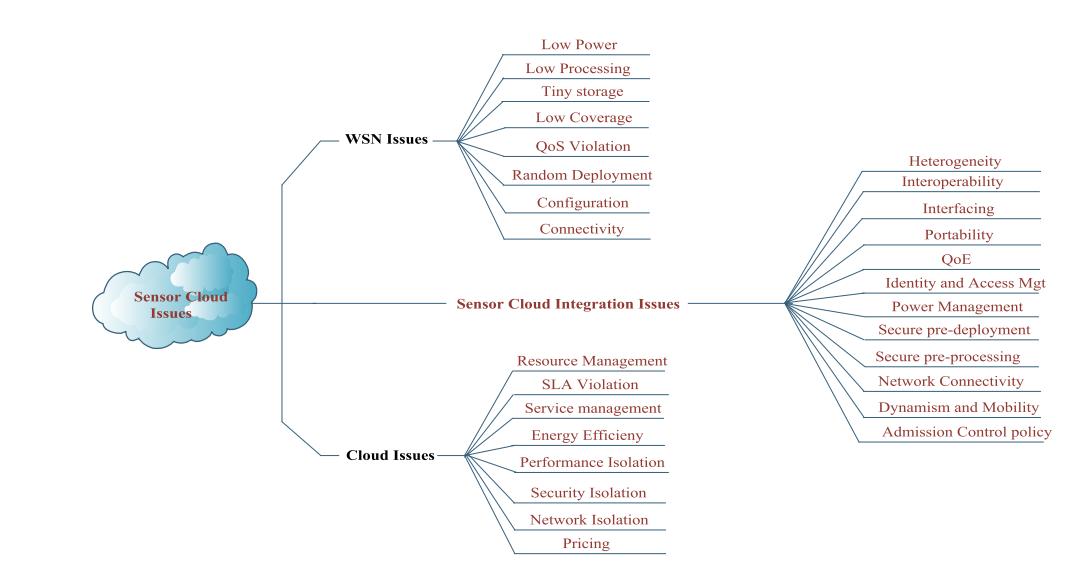 Sensor Cloud
Issues
WSN Issues
Low Power
Low Processing
Tiny storage
Low Coverage
QoS Violation
Random Deployment
Configuration
Connectivity
Sensor Cloud Integration Issues
Heterogeneity
Interoperability
Interfacing
Portability
QoE
Identity and Access Mgt
Power Management
Secure pre-deployment
Secure pre-processing
Network Connectivity
Dynamism and Mobility
Admission Control policy
Cloud Issues
Resource Management
SLA Violation
Service management
Energy Efficieny
Performance Isolation
Security Isolation
Network Isolation
Pricing